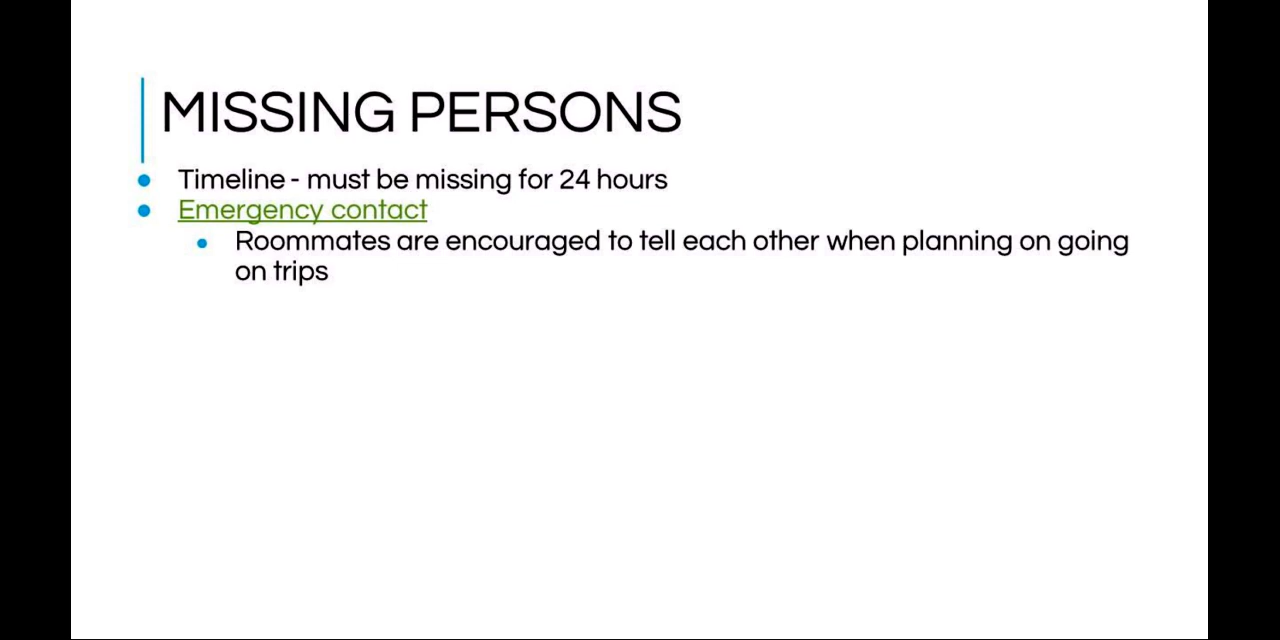 MISSING PERSONS
Timeline - must be missing for 24 hours
Emergency contact
Roommates are encouraged to tell each other when planning on going
on trips